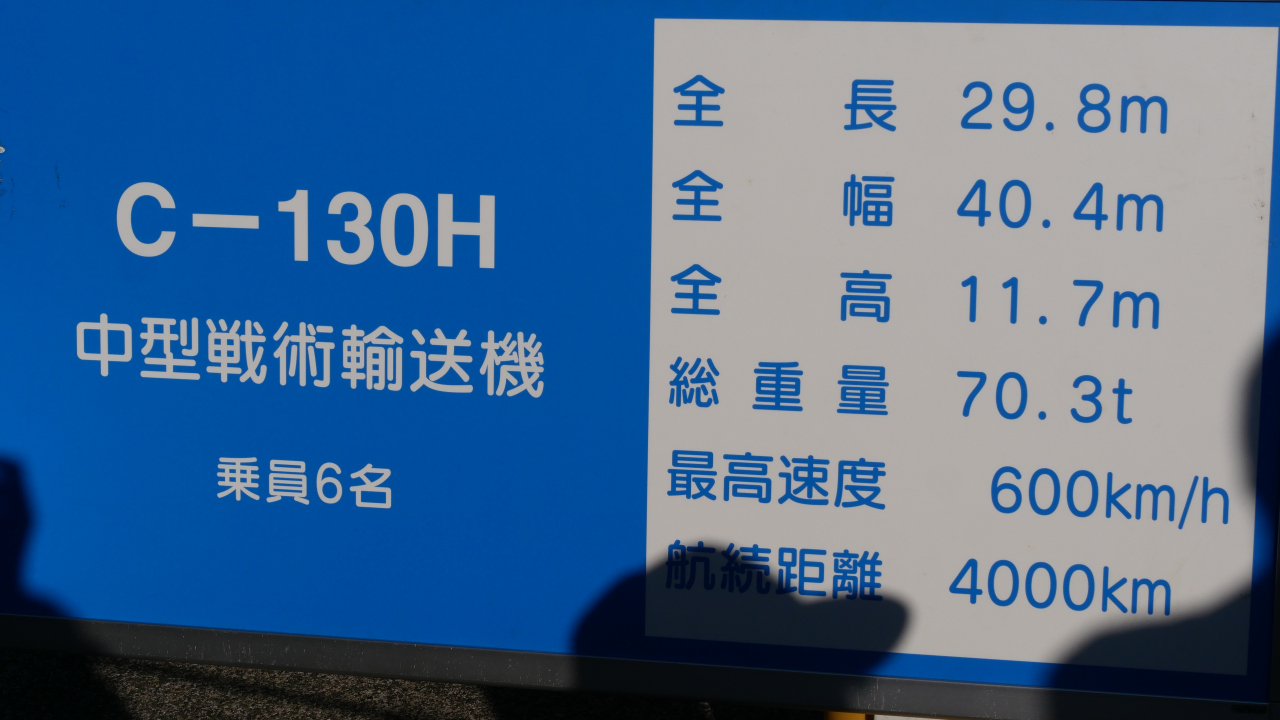 C－130H
中型戦術輸送機
乗員6名
全長 29.8m
全幅 40.4m
全高 11.7m
総重量 70.3t
最高速度 600km/h
航続距離 4000km